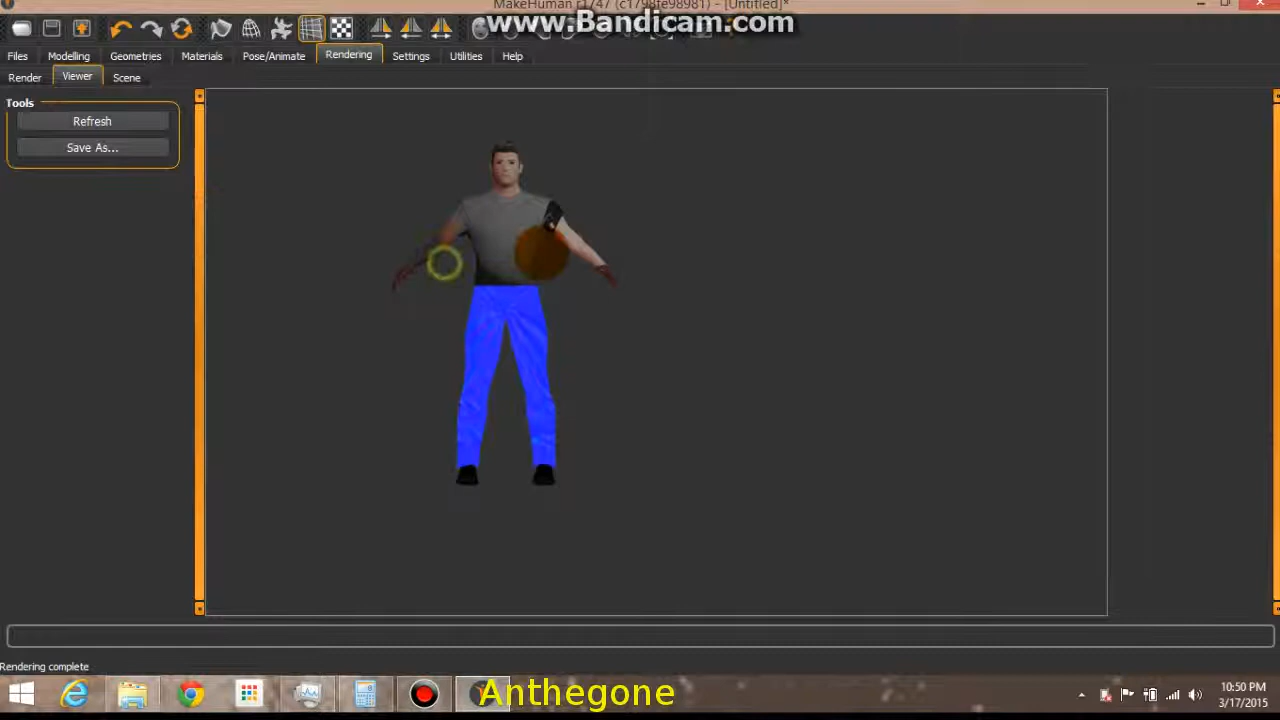 MakeHuman r1747 (c1798fe98981) - [Untitled]*
www.Bandicam.com
Files Modelling Geometries Materials Pose/Animate Rendering Settings Utilities Help
Render Viewer Scene
Tools
Refresh
Save As...
Rendering complete
Anthegone
10:50 PM
3/17/2015